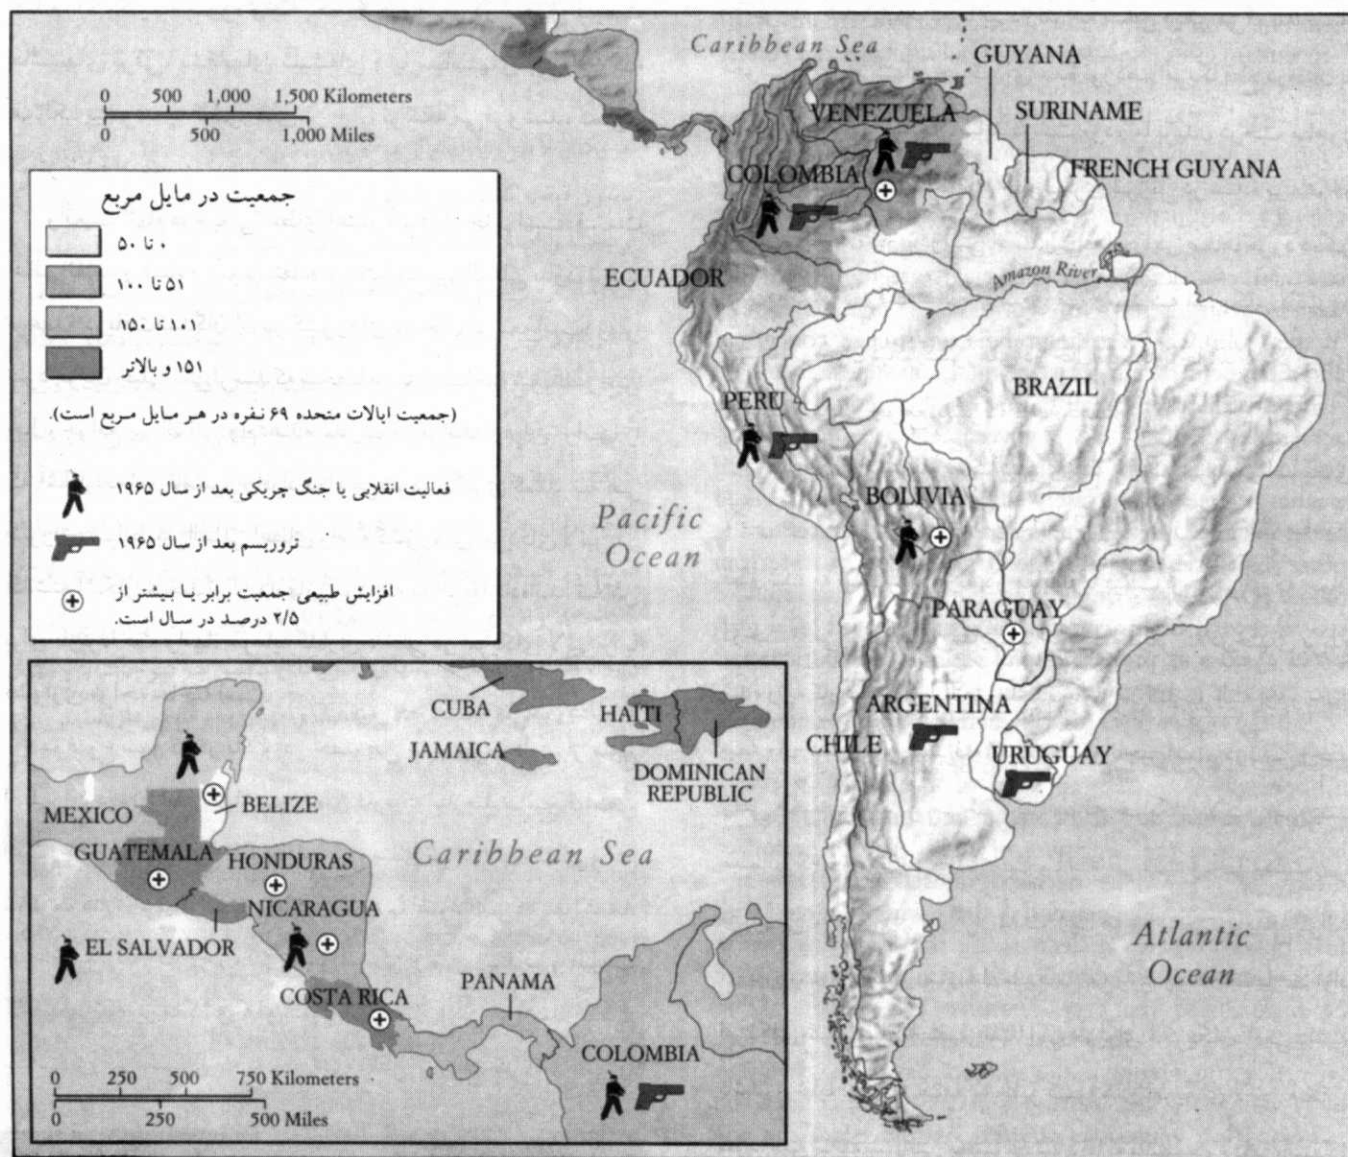 Caribbean Sea
GUYANA
SURINAME
FRENCH GUYANA
VENEZUELA
COLOMBIA
ECUADOR
Amazon River
BRAZIL
PERU
BOLIVIA
Pacific
Ocean
PARAGUAY
ARGENTINA
CHILE
URUGUAY
Atlantic
Ocean
0 500 1,000 1,500 Kilometers
0 500 1,000 Miles
جمعیت در مایل مربع
۰ تا ۵۰
۵۱ تا ۱۰۰
۱۰۱ تا ۱۵۰
۱۵۱ و بالاتر
(جمعیت ایالات متحده ۶۹ نفره در هر مایل مربع است).
فعالیت انقلابی یا جنگ چریکی بعد از سال ۱۹۶۵
تروریسم بعد از سال ۱۹۶۵
افزایش طبیعی جمعیت برابر یا بیشتر از
۲/۵ درصد در سال است.
CUBA
HAITI
JAMAICA
DOMINICAN
REPUBLIC
MEXICO
BELIZE
GUATEMALA
HONDURAS
Caribbean Sea
NICARAGUA
EL SALVADOR
COSTA RICA
PANAMA
COLOMBIA
0 250 500 750 Kilometers
0 250 500 Miles